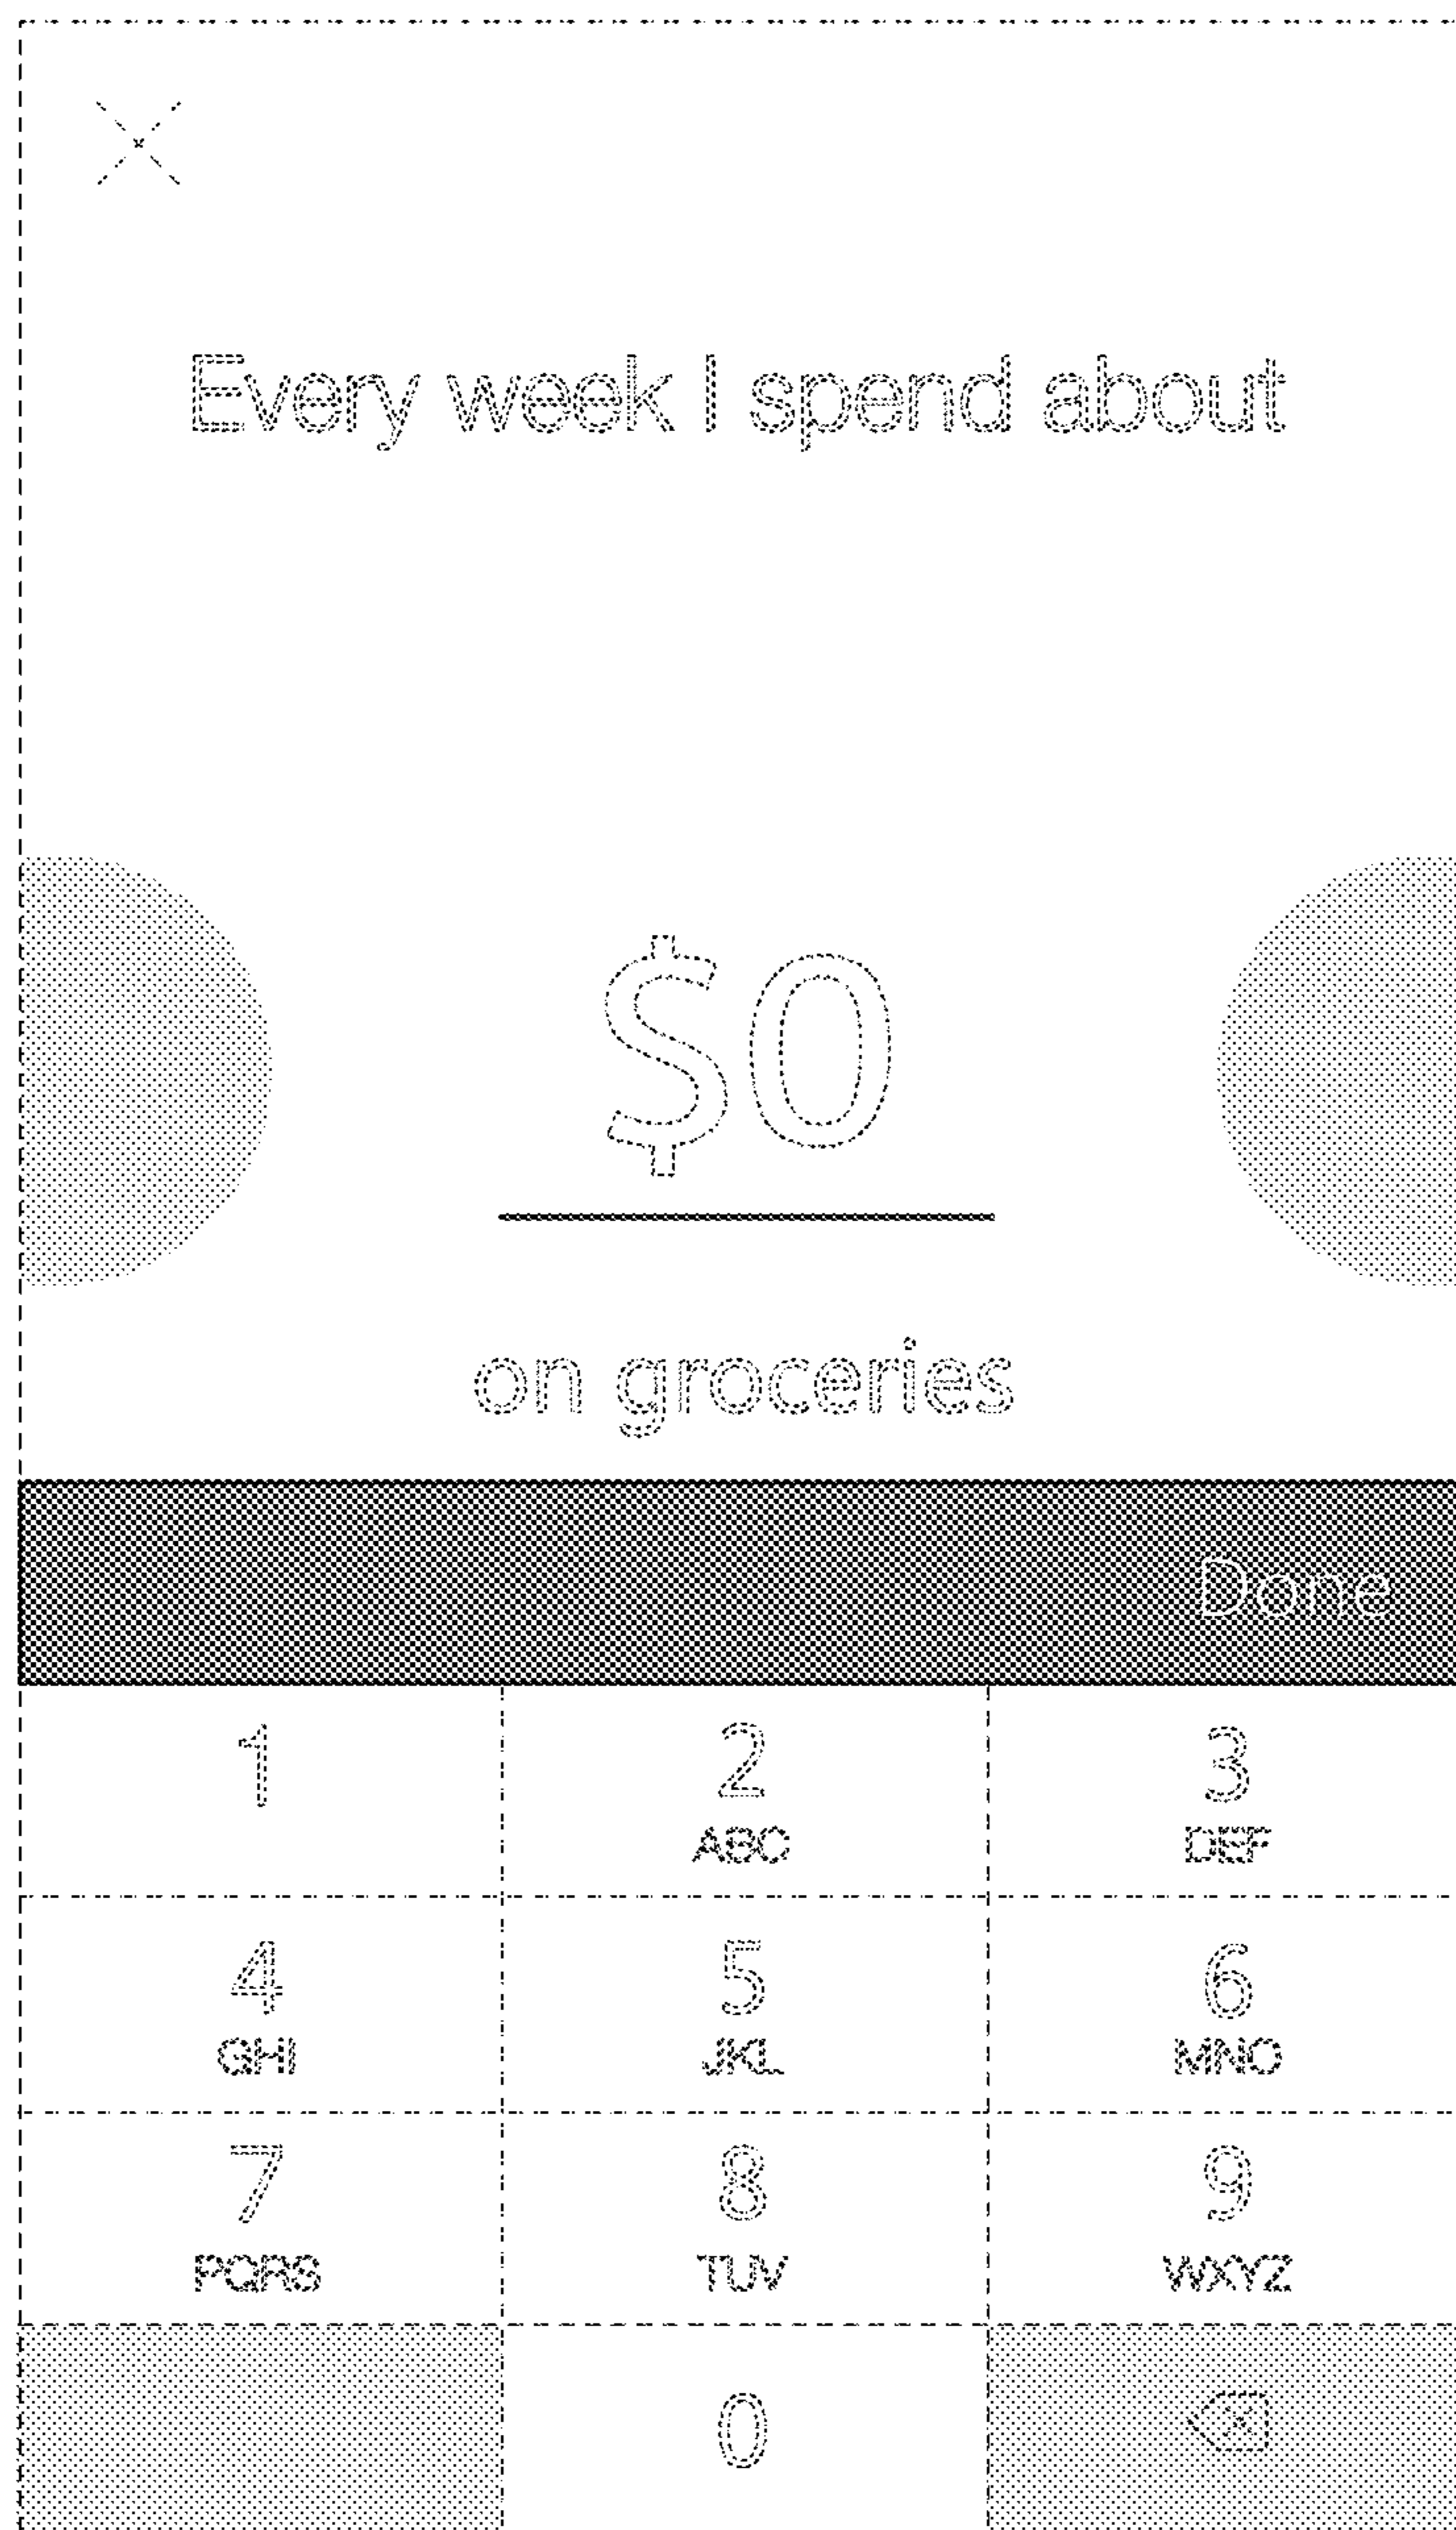 Every week I spend about
$0
on groceries
Done
1 2 3
ABC DEF
4 5 6
GHI JKL MNO
7 8 9
PQRS TUV WXYZ
0